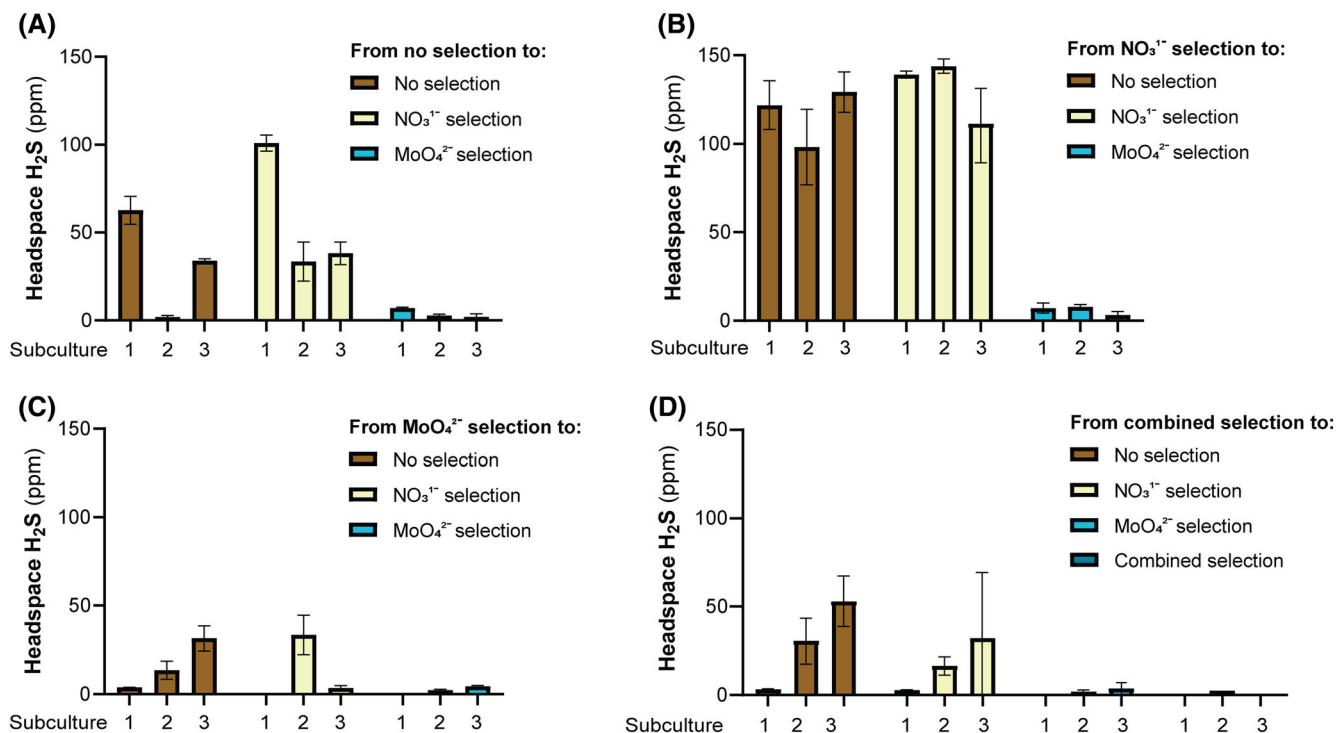 (A)
From no selection to:
No selection
NO₃¹⁻ selection
MoO₄²⁻ selection
Headspace H₂S (ppm)
150
100
50
0
Subculture 1 2 3 1 2 3 1 2 3
(B)
From NO₃¹⁻ selection to:
No selection
NO₃¹⁻ selection
MoO₄²⁻ selection
Headspace H₂S (ppm)
150
100
50
0
Subculture 1 2 3 1 2 3 1 2 3
(C)
From MoO₄²⁻ selection to:
No selection
NO₃¹⁻ selection
MoO₄²⁻ selection
Headspace H₂S (ppm)
150
100
50
0
Subculture 1 2 3 1 2 3 1 2 3
(D)
From combined selection to:
No selection
NO₃¹⁻ selection
MoO₄²⁻ selection
Combined selection
Headspace H₂S (ppm)
150
100
50
0
Subculture 1 2 3 1 2 3 1 2 3 1 2 3